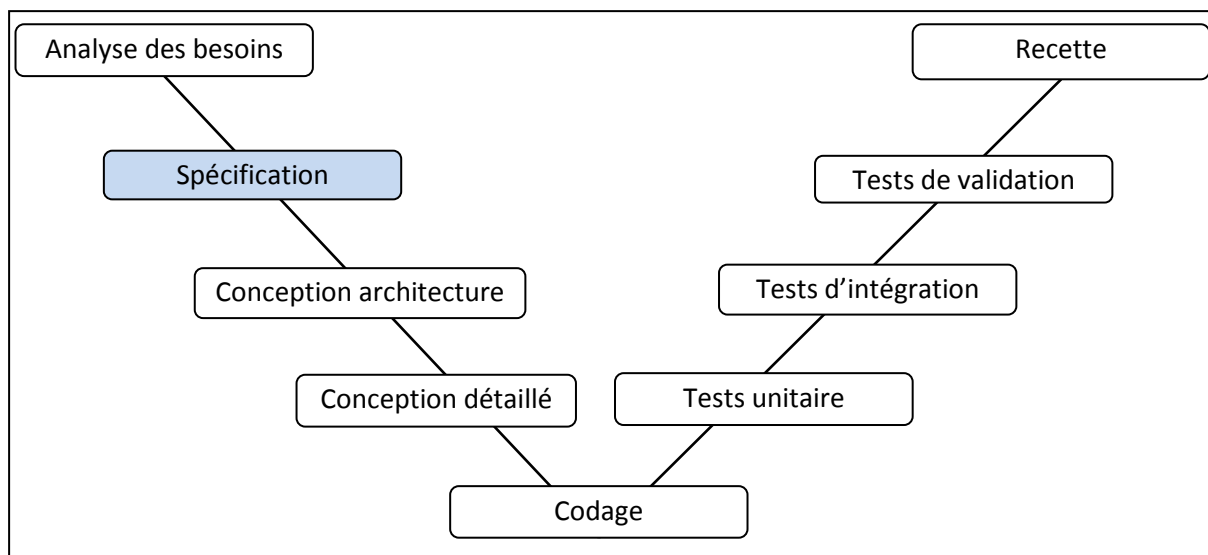 Analyse des besoins
Recette
Spécification
Tests de validation
Conception architecture
Tests d’intégration
Conception détaillé
Tests unitaire
Codage